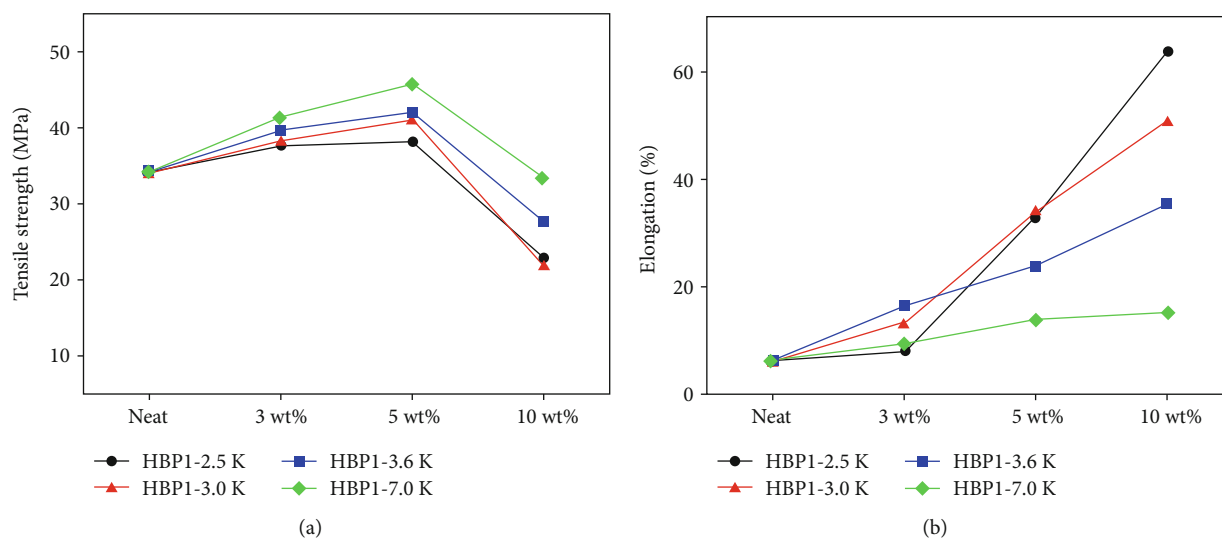 Tensile strength (MPa)
50
40
30
20
10
Neat
3 wt%
5 wt%
10 wt%
HBP1-2.5 K
HBP1-3.6 K
HBP1-3.0 K
HBP1-7.0 K
(a)
Elongation (%)
60
40
20
0
Neat
3 wt%
5 wt%
10 wt%
HBP1-2.5 K
HBP1-3.6 K
HBP1-3.0 K
HBP1-7.0 K
(b)